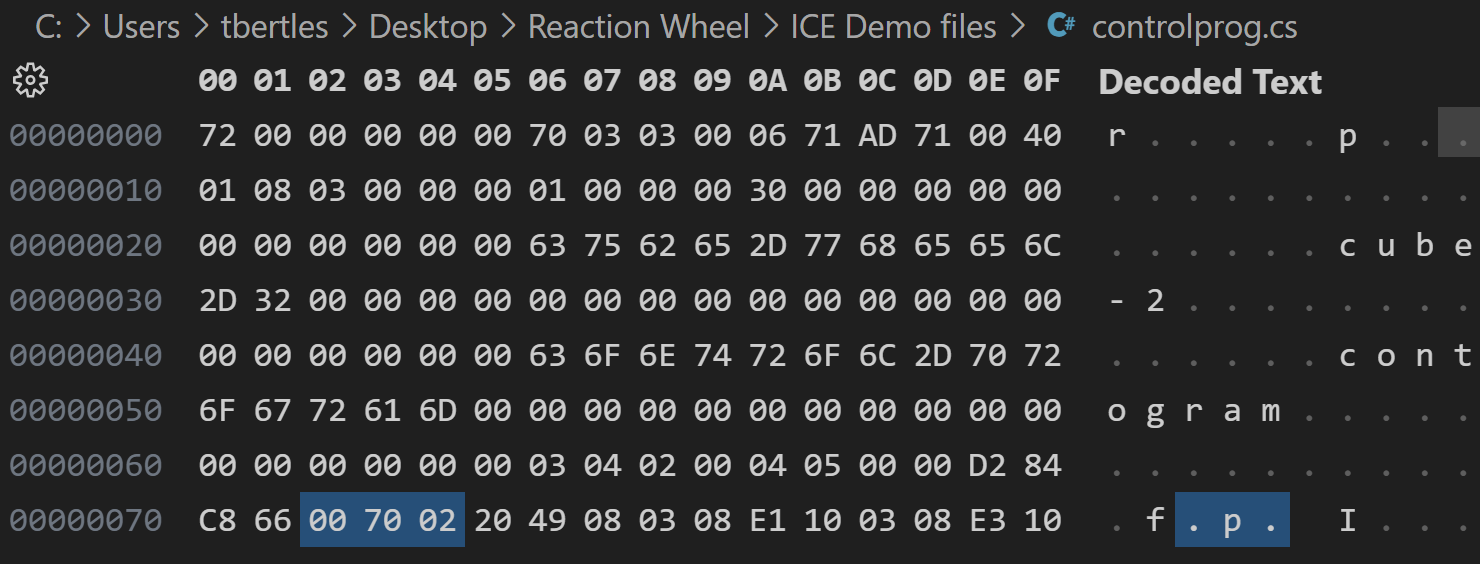 C: > Users > tbertles > Desktop > Reaction Wheel > ICE Demo files > C# controlprog.cs
00 01 02 03 04 05 06 07 08 09 0A 0B 0C 0D 0E 0F Decoded Text
00000000 72 00 00 00 00 00 70 03 03 00 06 71 AD 71 00 40 r . . . . . p . . .
00000010 01 08 03 00 00 00 01 00 00 00 30 00 00 00 00 00 . . . . . . . . . .
00000020 00 00 00 00 00 00 63 75 62 65 2D 77 68 65 65 6C . . . . . . c u b e
00000030 2D 32 00 00 00 00 00 00 00 00 00 00 00 00 00 00 - 2 . . . . . . . .
00000040 00 00 00 00 00 00 63 6F 6E 74 72 6F 6C 2D 70 72 . . . . . . c o n t
00000050 6F 67 72 61 6D 00 00 00 00 00 00 00 00 00 00 00 o g r a m . . . . .
00000060 00 00 00 00 00 00 03 04 02 00 04 05 00 00 D2 84 . . . . . . . . . .
00000070 C8 66 00 70 02 20 49 08 03 08 E1 10 03 08 E3 10 . f . p .   I . . .